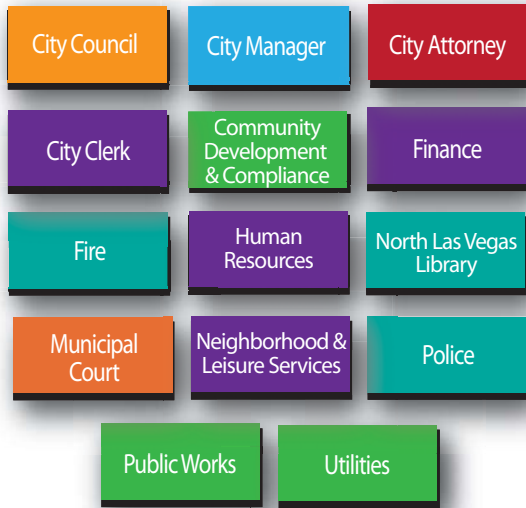 City Council
City Manager
City Attorney
City Clerk
Community
Development
& Compliance
Finance
Fire
Human
Resources
North Las Vegas
Library
Municipal
Court
Neighborhood &
Leisure Services
Police
Public Works
Utilities